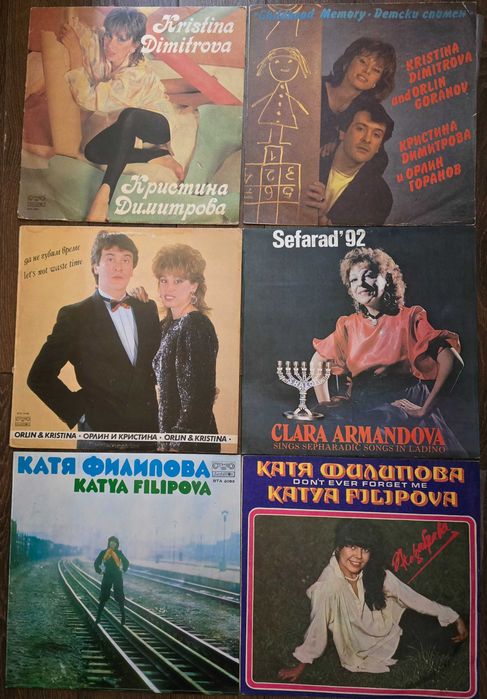 Kristina
Dimitrova
Кристина
Димитрова
Childhood Memory - Детски спомен
KRISTINA
DIMITROVA
and ORLIN
GORANOV
КРИСТИНА
ДИМИТРОВА
и ОРЛИН
ГОРАНОВ
да не губим време
let's not waste time
ORLIN & KRISTINA · ОРЛИН И КРИСТИНА · ORLIN & KRISTINA ·
Sefarad'92
CLARA ARMANDOVA
SINGS SEPHARADIC SONGS IN LADINO
КАТЯ ФИЛИПОВА
KATYA FILIPOVA
КАТЯ ФИЛИПОВА
DON'T EVER FORGET ME
KATYA FILIPOVA